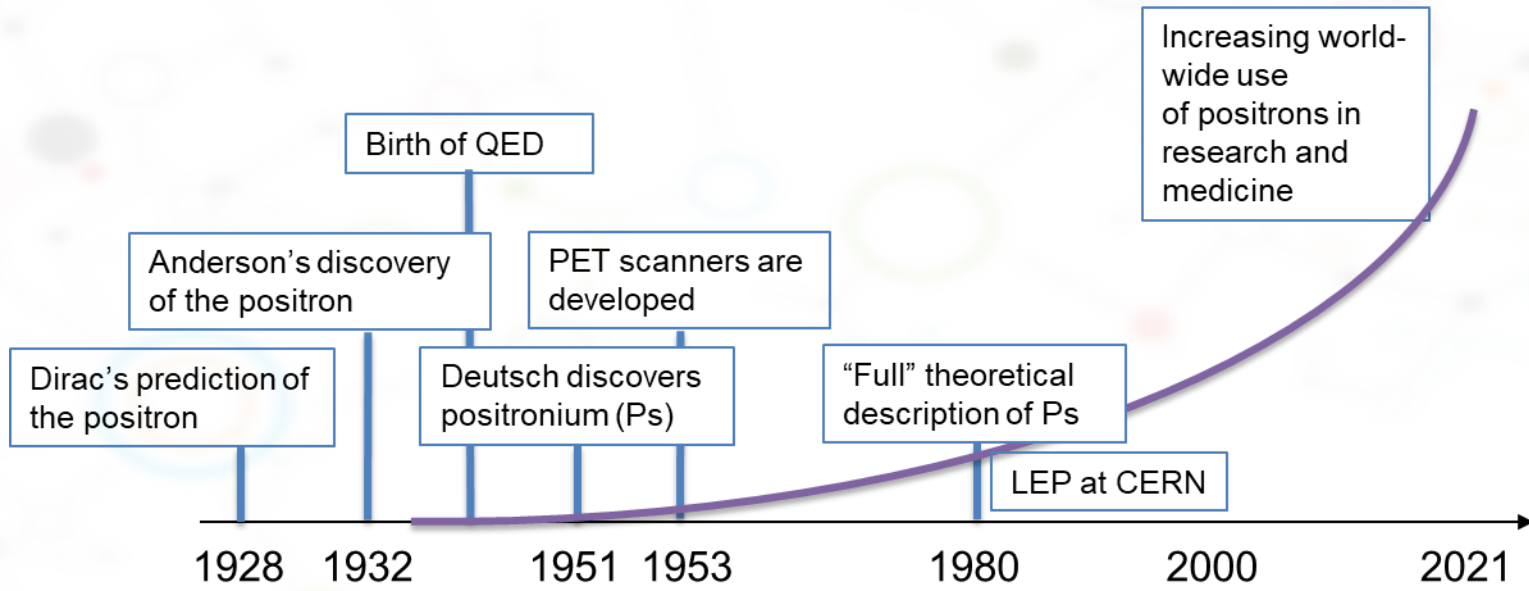 Increasing world-
wide use
of positrons in
research and
medicine
Birth of QED
Anderson’s discovery
of the positron
PET scanners are
developed
Dirac’s prediction of
the positron
Deutsch discovers
positronium (Ps)
“Full” theoretical
description of Ps
LEP at CERN
1928 1932 1951 1953 1980 2000 2021